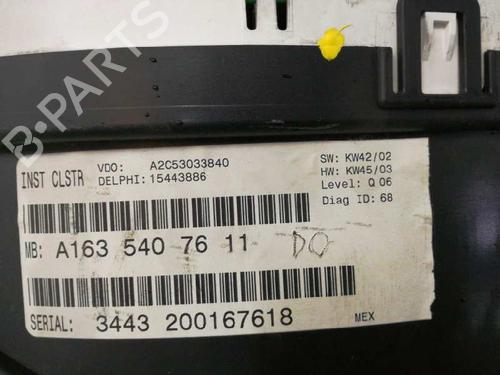 INST CLSTR
VDO: A2C53033840
DELPHI: 15443886
SW: KW42/02
HW: KW45/03
Level: Q 06
Diag ID: 68
MB: A163 540 76 11 DO
SERIAL: 3443 200167618
MEX
B-PARTS